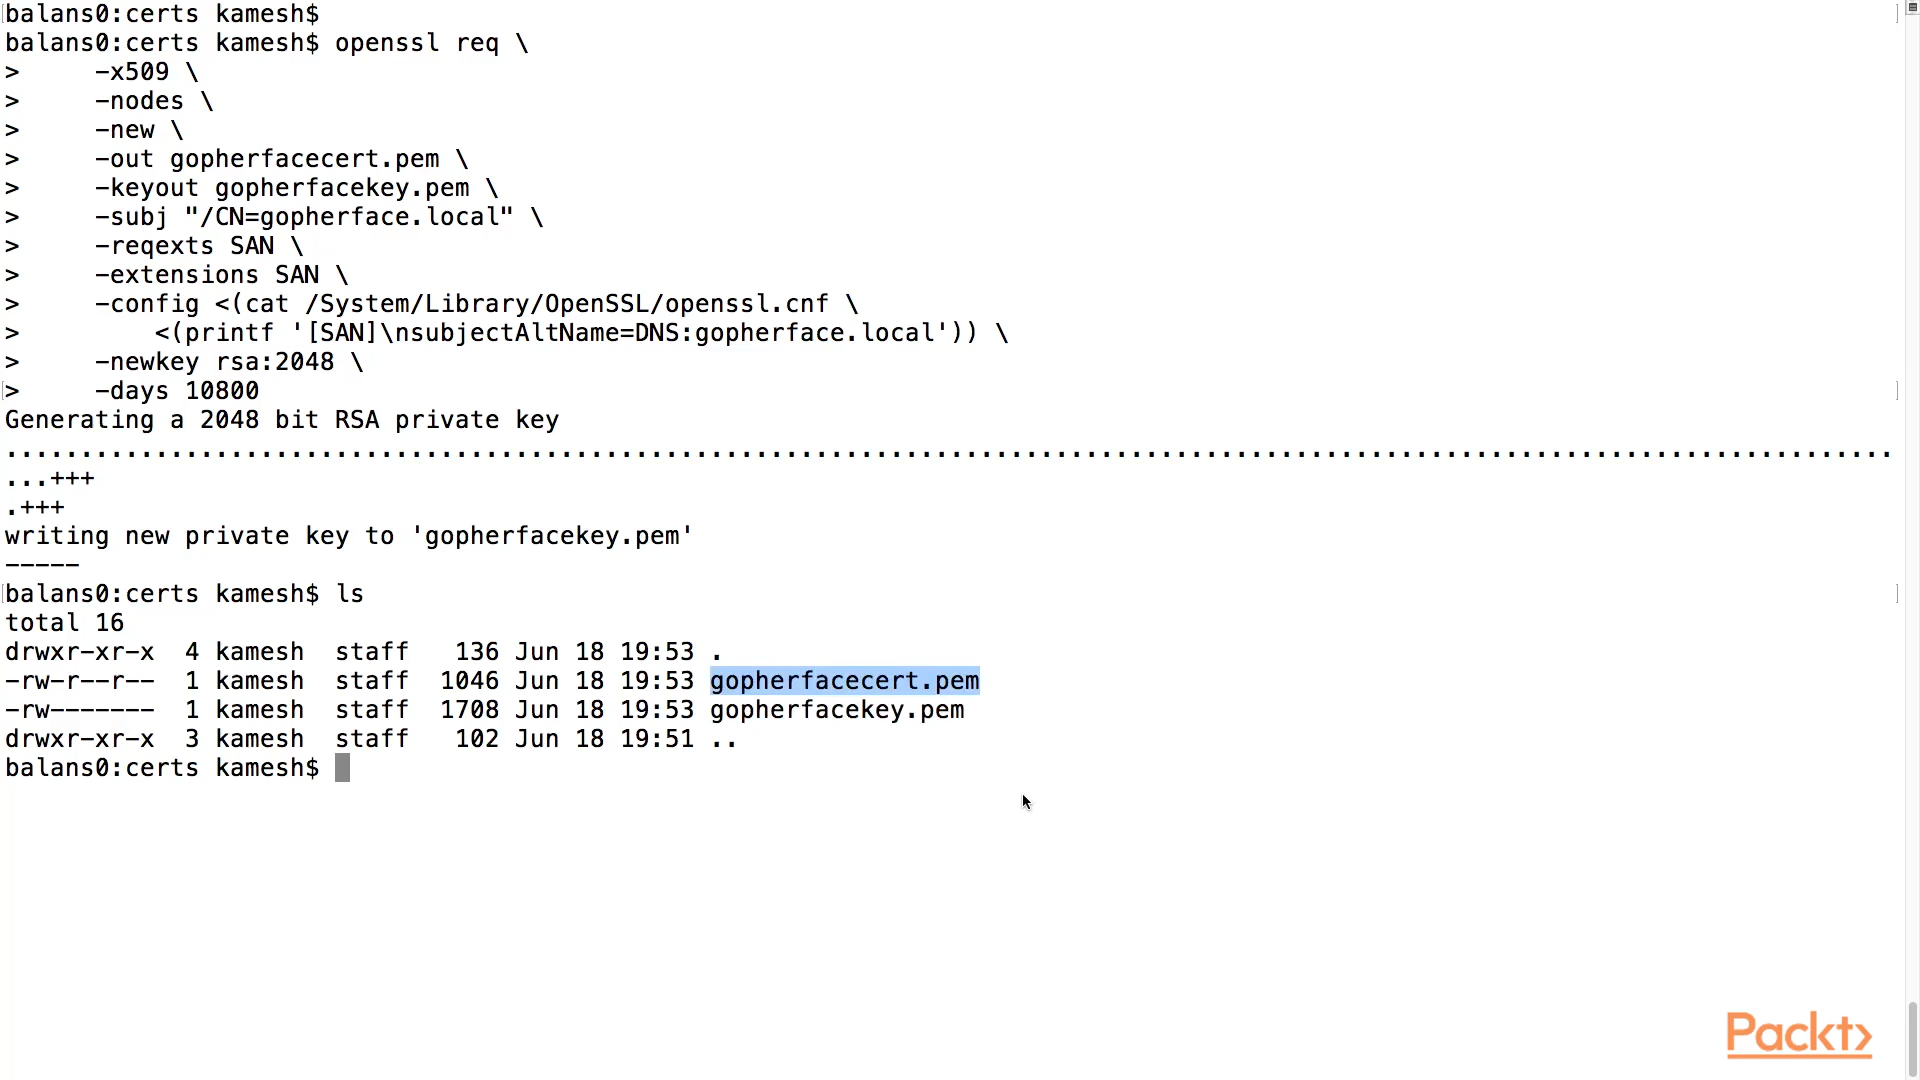 balans0:certs kamesh$
balans0:certs kamesh$ openssl req \
>     -x509 \
>     -nodes \
>     -new \
>     -out gopherfacecert.pem \
>     -keyout gopherfacekey.pem \
>     -subj "/CN=gopherface.local" \
>     -reqexts SAN \
>     -extensions SAN \
>     -config <(cat /System/Library/OpenSSL/openssl.cnf \
>         <(printf '[SAN]\nsubjectAltName=DNS:gopherface.local')) \
>     -newkey rsa:2048 \
>     -days 10800
Generating a 2048 bit RSA private key
..............................................................................................................................
...+++
.+++
writing new private key to 'gopherfacekey.pem'
-----
balans0:certs kamesh$ ls
total 16
drwxr-xr-x  4 kamesh  staff   136 Jun 18 19:53 .
-rw-r--r--  1 kamesh  staff  1046 Jun 18 19:53 gopherfacecert.pem
-rw-------  1 kamesh  staff  1708 Jun 18 19:53 gopherfacekey.pem
drwxr-xr-x  3 kamesh  staff   102 Jun 18 19:51 ..
balans0:certs kamesh$
Packt>